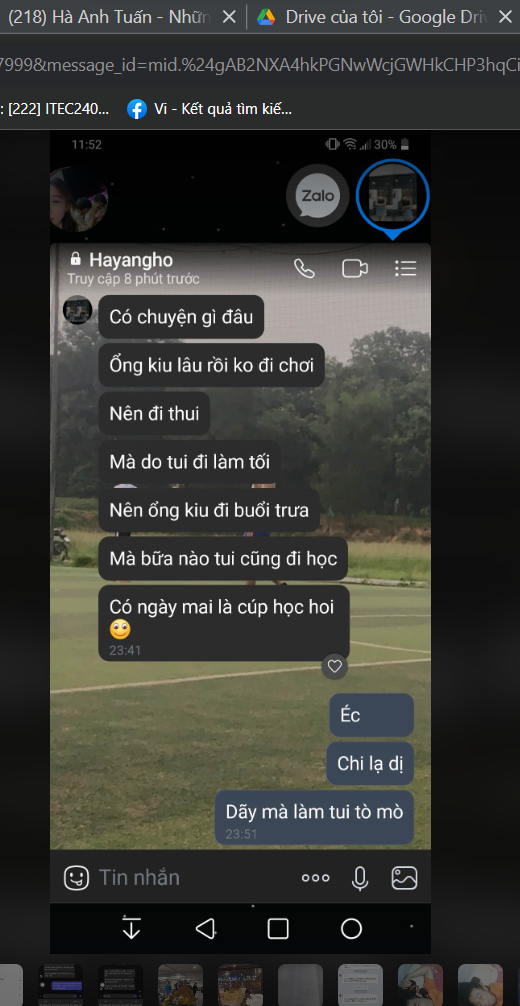 (218) Hà Anh Tuấn - Nhữn
Drive của tôi - Google Driv
7999&message_id=mid.%24gAB2NXA4hkPGNwWcjGWHkCHP3hqCi
: [222] ITEC240...
Vi - Kết quả tìm kiế...
11:52
30%
Zalo
Hayangho
Truy cập 8 phút trước
Có chuyện gì đâu
Ổng kiu lâu rồi ko đi chơi
Nên đi thui
Mà do tui đi làm tối
Nên ổng kiu đi buổi trưa
Mà bữa nào tui cũng đi học
Có ngày mai là cúp học hoi
🙂
23:41
Éc
Chi lạ dị
Dãy mà làm tui tò mò
23:51
Tin nhắn